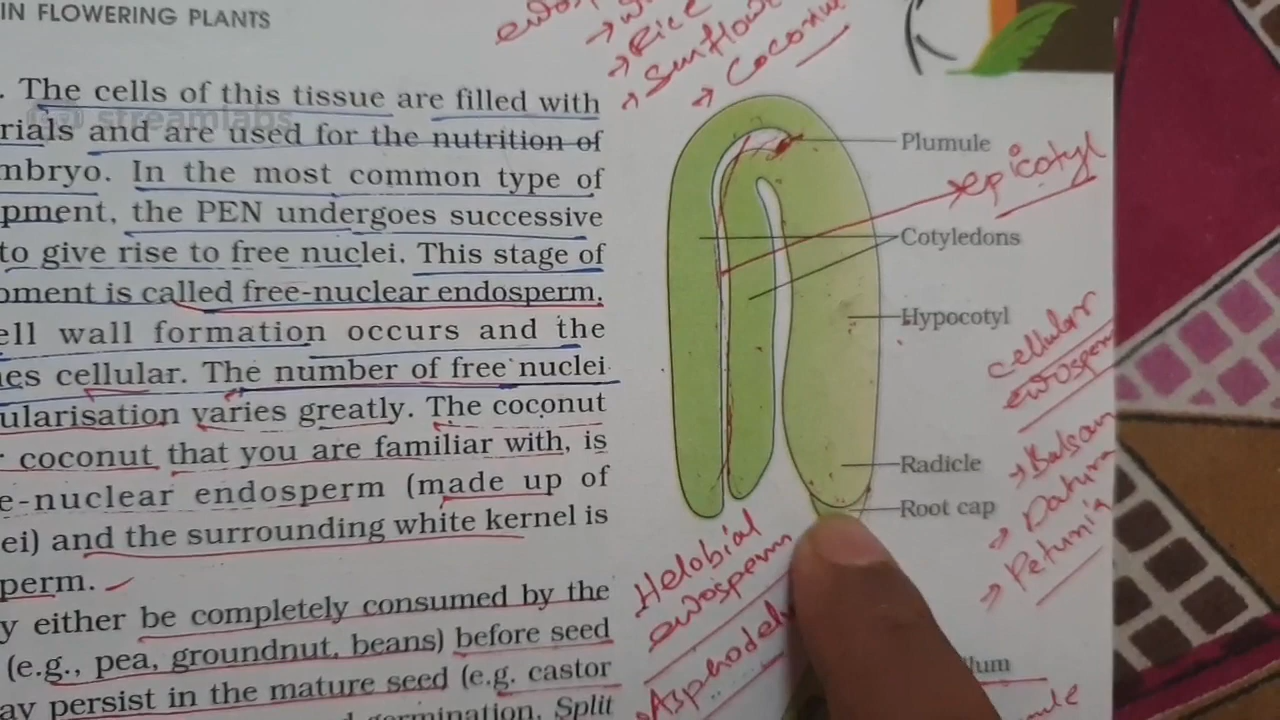 IN FLOWERING PLANTS
. The cells of this tissue are filled with
rials and are used for the nutrition of
mbryo. In the most common type of
pment, the PEN undergoes successive
to give rise to free nuclei. This stage of
oment is called free-nuclear endosperm.
ell wall formation occurs and the
es cellular. The number of free nuclei
ularisation varies greatly. The coconut
r coconut that you are familiar with, is
e-nuclear endosperm (made up of
ei) and the surrounding white kernel is
perm.
y either be completely consumed by the
(e.g., pea, groundnut, beans) before seed
ay persist in the mature seed (e.g. castor
germination. Split
streamlabs
→ Rice
→ Sunflow
→ Coconut
Plumule
epicotyl
Cotyledons
Hypocotyl
Radicle
Root cap
cellular
endosperm
→ Balsam
→ Datura
→ Petunia
Helobial
endosperm
Asphodel
lum